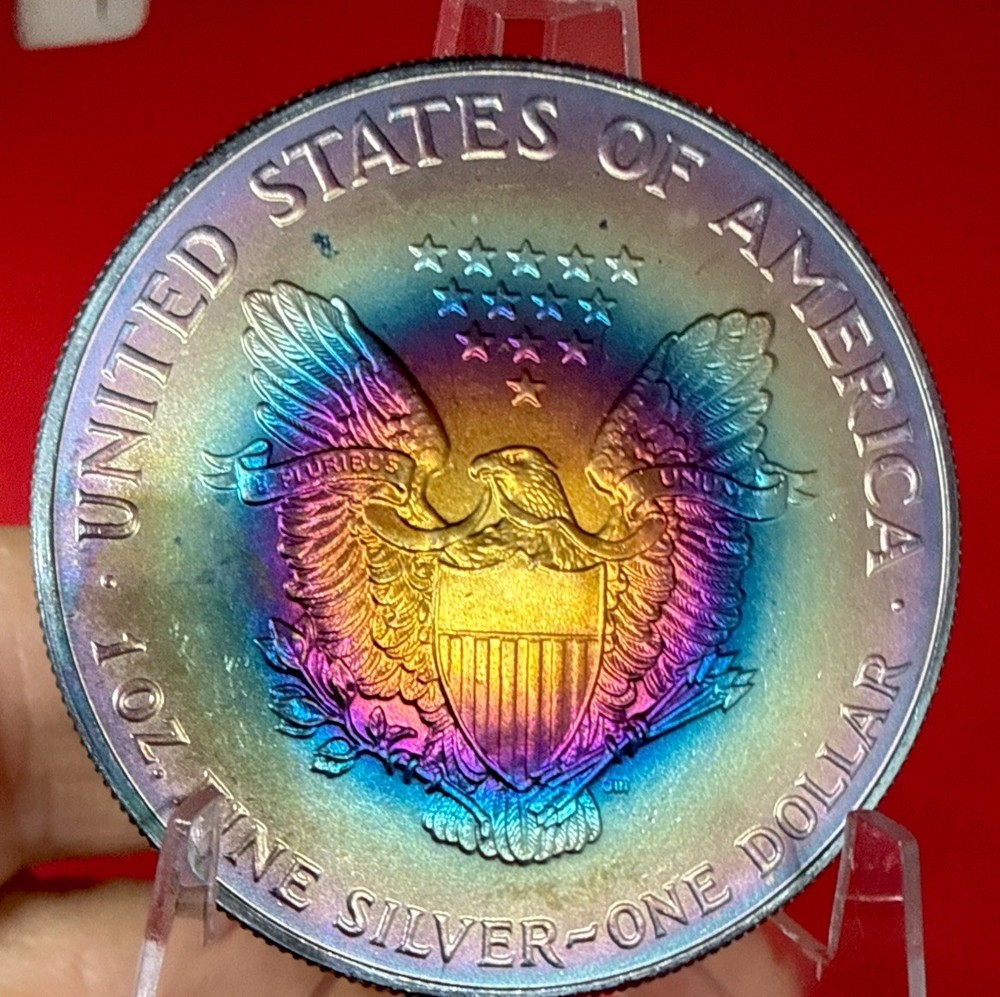 UNITED STATES OF AMERICA
PLURIBUS UNUM
1 OZ. FINE SILVER~ONE DOLLAR